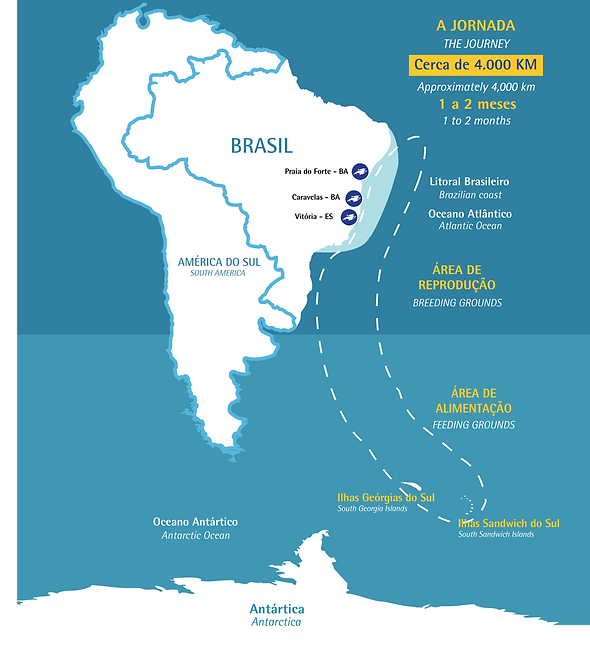 A JORNADA
THE JOURNEY
Cerca de 4.000 KM
Approximately 4,000 km
1 a 2 meses
1 to 2 months
BRASIL
Praia do Forte - BA
Caravelas - BA
Vitória - ES
Litoral Brasileiro
Brazilian coast
Oceano Atlântico
Atlantic Ocean
AMÉRICA DO SUL
SOUTH AMERICA
ÁREA DE
REPRODUÇÃO
BREEDING GROUNDS
ÁREA DE
ALIMENTAÇÃO
FEEDING GROUNDS
Ilhas Geórgias do Sul
South Georgia Islands
Ilhas Sandwich do Sul
South Sandwich Islands
Oceano Antártico
Antarctic Ocean
Antártica
Antarctica